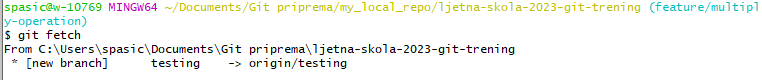 spasic@w-10769 MINGW64 ~/Documents/Git priprema/my_local_repo/ljetna-skola-2023-git-trening (feature/multipl
y-operation)
$ git fetch
From C:\Users\spasic\Documents\Git priprema\ljetna-skola-2023-git-trening
 * [new branch]      testing    -> origin/testing